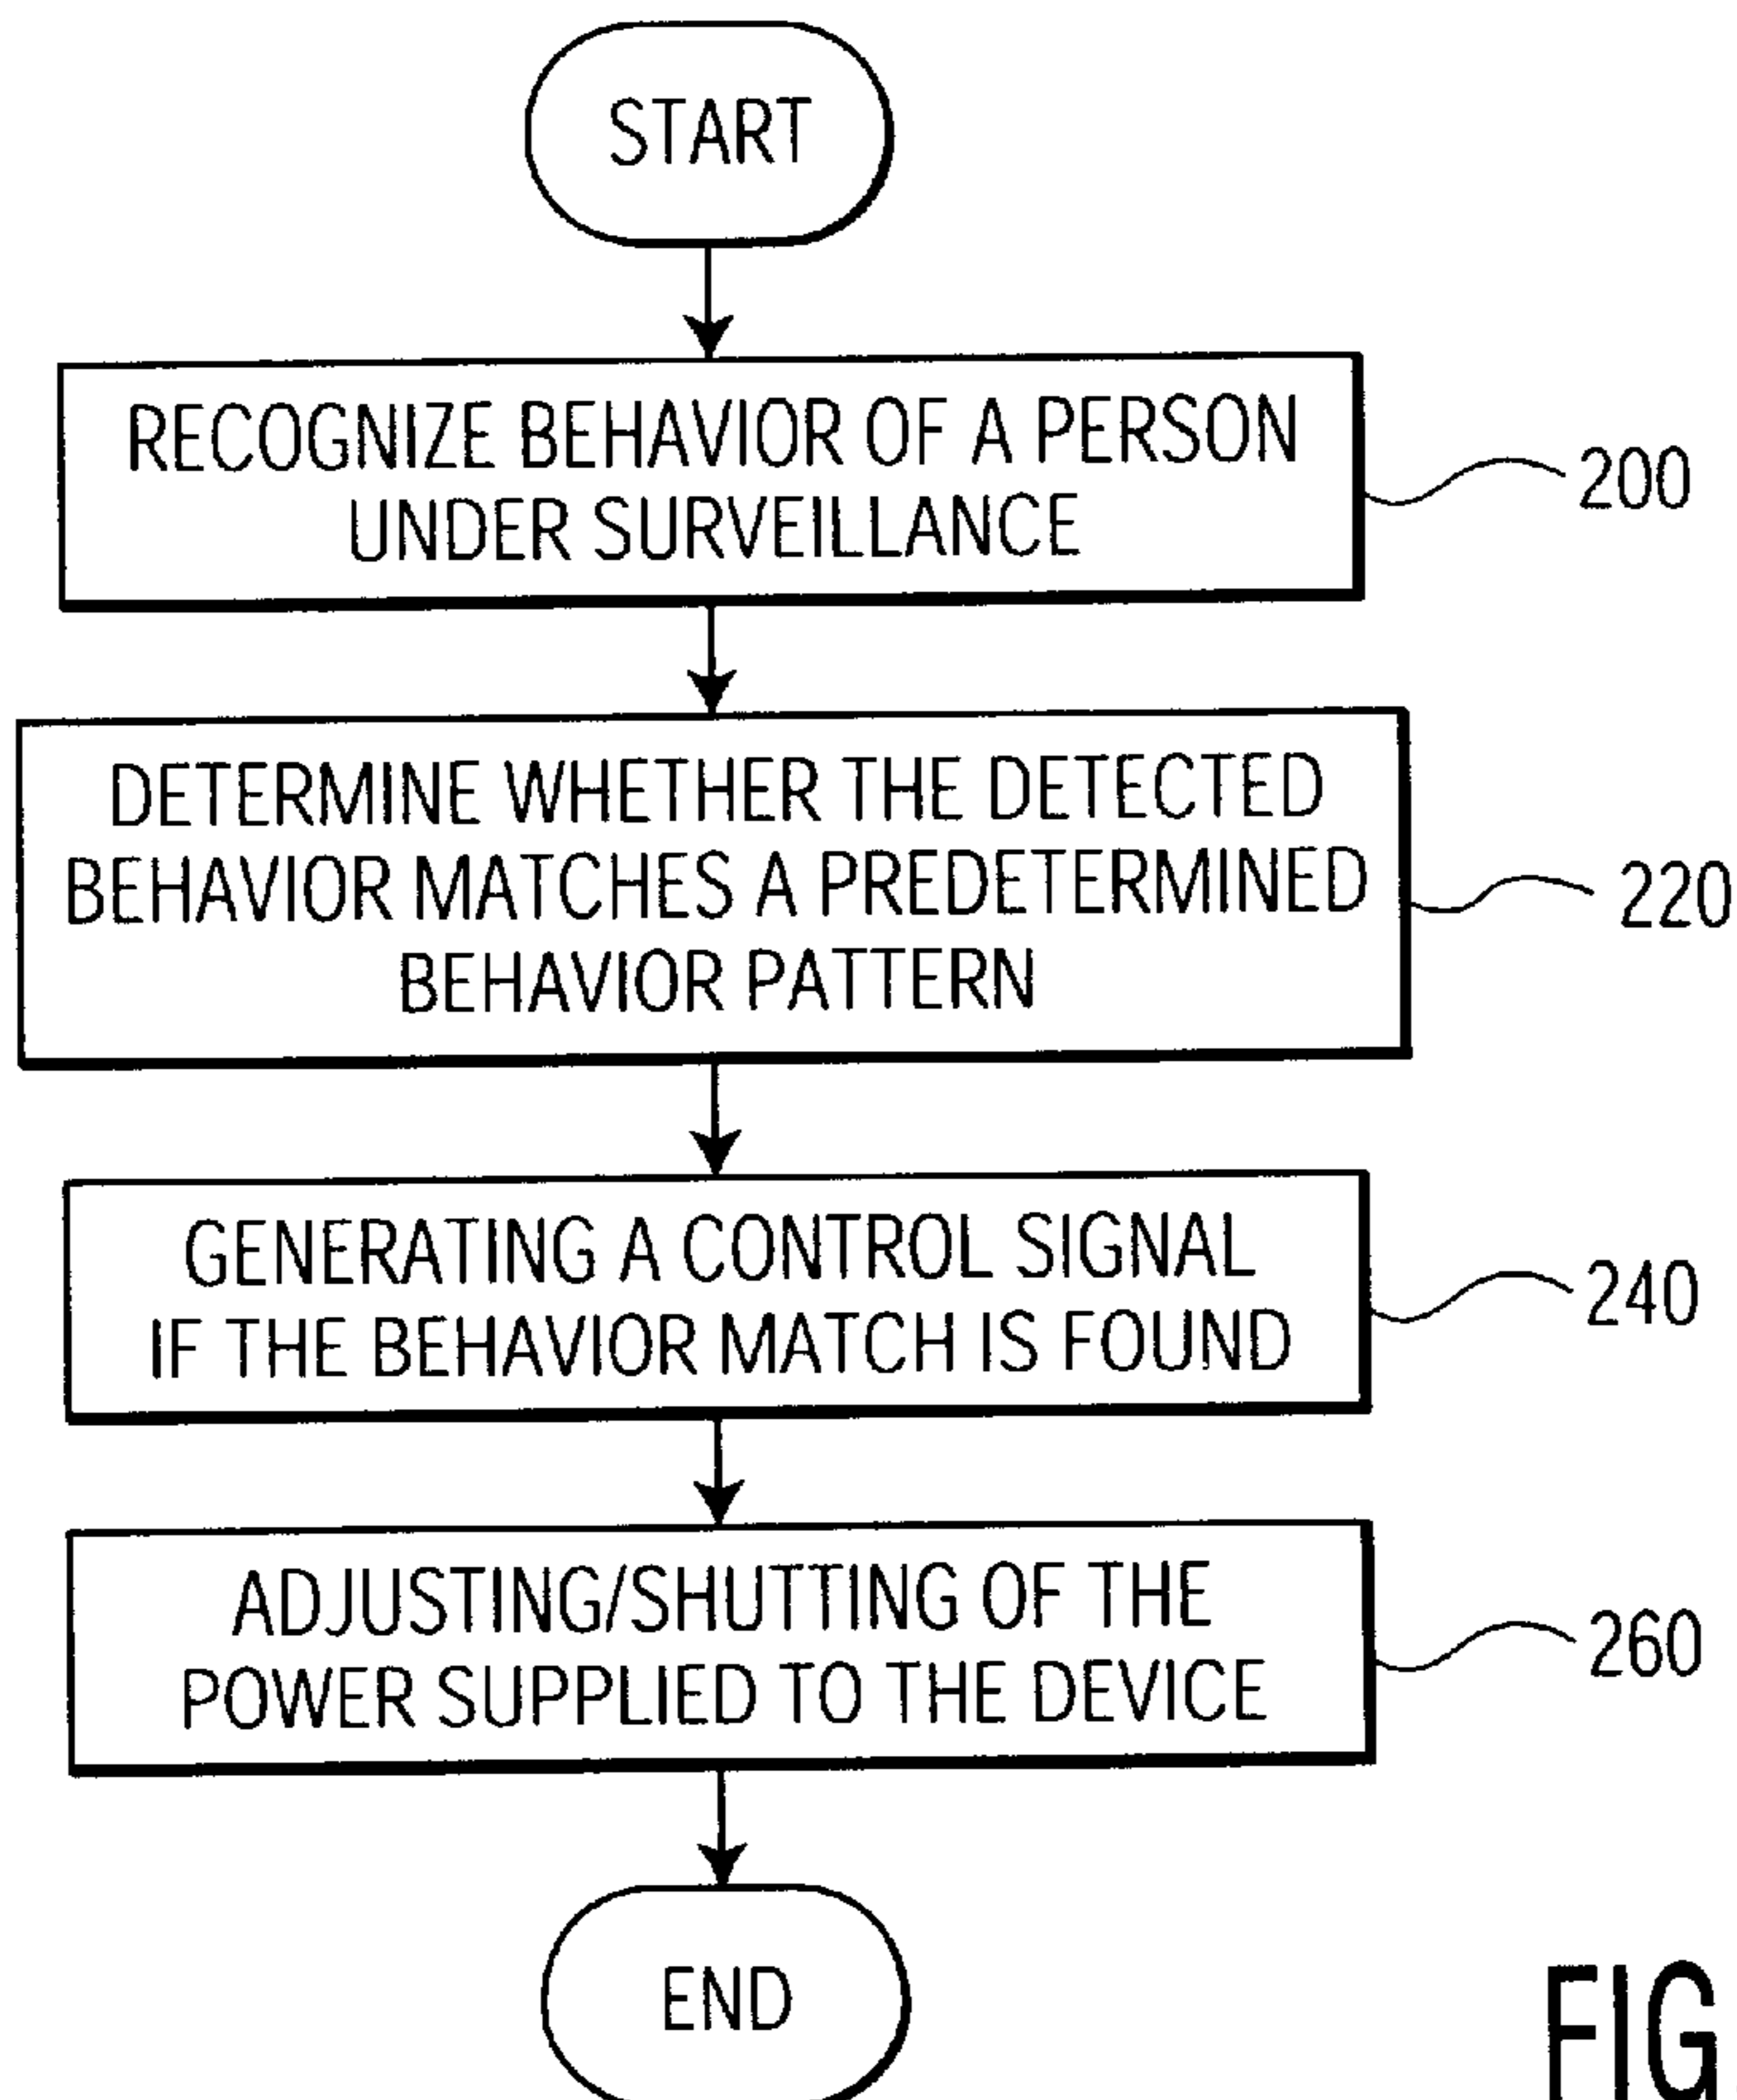 START
RECOGNIZE BEHAVIOR OF A PERSON
UNDER SURVEILLANCE
200
DETERMINE WHETHER THE DETECTED
BEHAVIOR MATCHES A PREDETERMINED
BEHAVIOR PATTERN
220
GENERATING A CONTROL SIGNAL
IF THE BEHAVIOR MATCH IS FOUND
240
ADJUSTING/SHUTTING OF THE
POWER SUPPLIED TO THE DEVICE
260
END
FIG